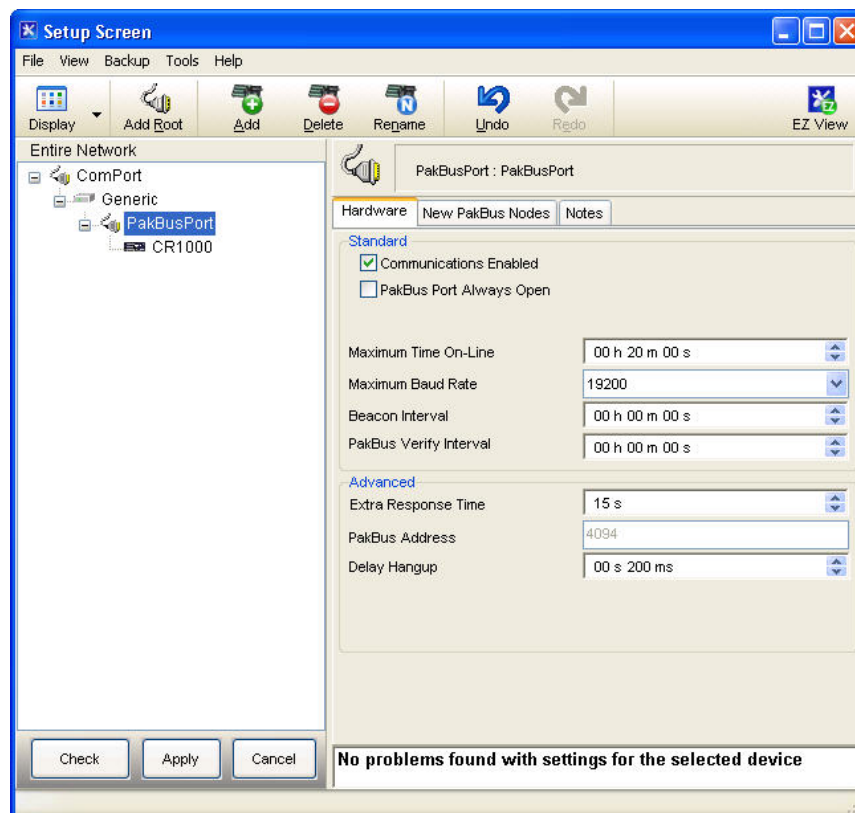 Setup Screen
File View Backup Tools Help
Display Add Root Add Delete Rename Undo Redo EZ View
Entire Network
ComPort
Generic
PakBusPort
CR1000
PakBusPort : PakBusPort
Hardware New PakBus Nodes Notes
Standard
Communications Enabled
PakBus Port Always Open
Maximum Time On-Line 00 h 20 m 00 s
Maximum Baud Rate 19200
Beacon Interval 00 h 00 m 00 s
PakBus Verify Interval 00 h 00 m 00 s
Advanced
Extra Response Time 15 s
PakBus Address 4094
Delay Hangup 00 s 200 ms
Check Apply Cancel
No problems found with settings for the selected device